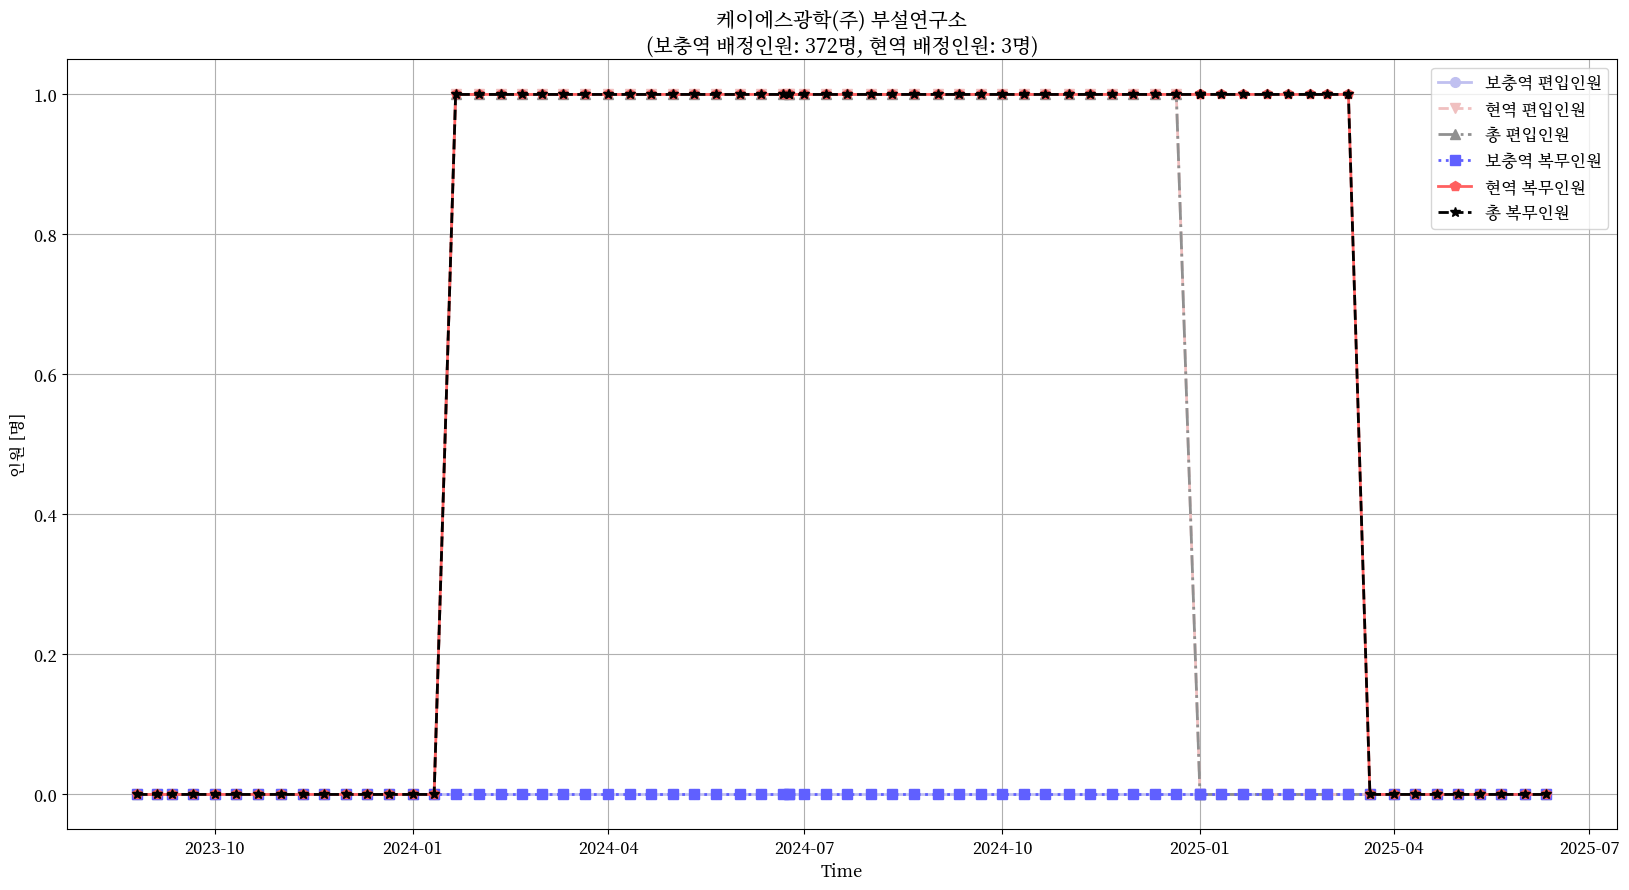 케이에스광학(주) 부설연구소
(보충역 배정인원: 372명, 현역 배정인원: 3명)
보충역 편입인원
현역 편입인원
총 편입인원
보충역 복무인원
현역 복무인원
총 복무인원
인원 [명]
1.0
0.8
0.6
0.4
0.2
0.0
2023-10
2024-01
2024-04
2024-07
2024-10
2025-01
2025-04
2025-07
Time